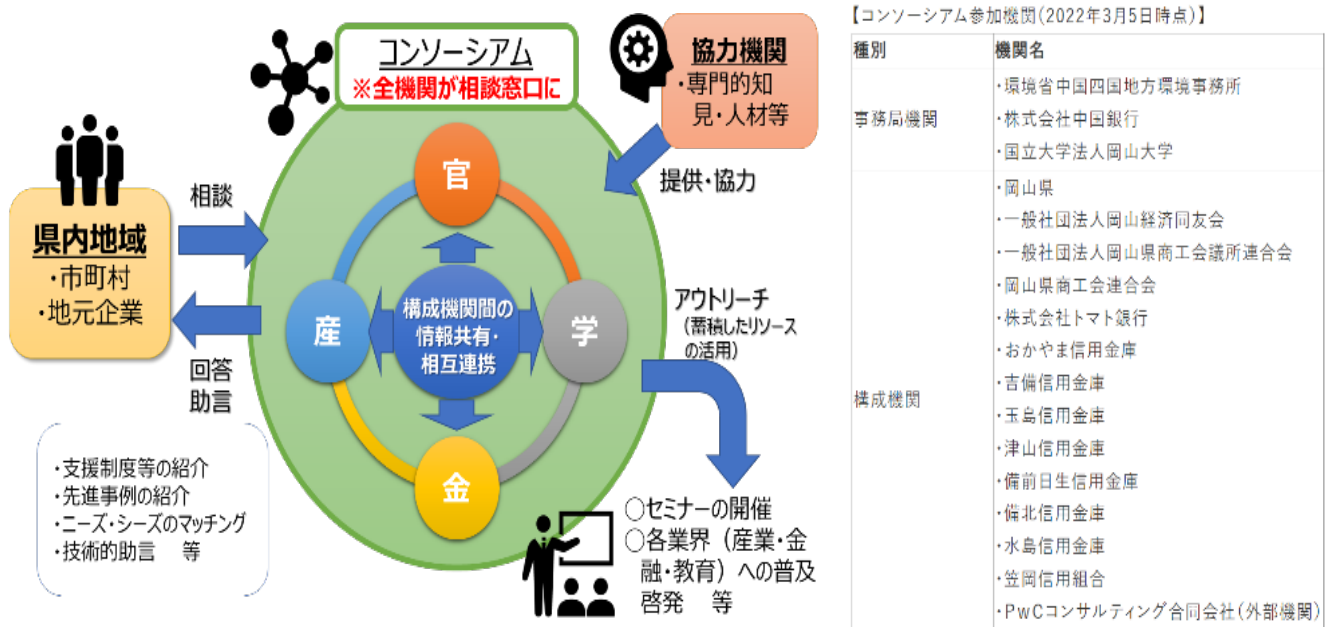 コンソーシアム
※全機関が相談窓口に
協力機関
・専門的知
見・人材等
提供・協力
県内地域
・市町村
・地元企業
相談
回答
助言
官
産
学
金
構成機関間の
情報共有・
相互連携
アウトリーチ
（蓄積したリソース
の活用）
・支援制度等の紹介
・先進事例の紹介
・ニーズ・シーズのマッチング
・技術的助言　等
○セミナーの開催
○各業界（産業・金
融・教育）への普及
啓発　等
【コンソーシアム参加機関(2022年3月5日時点)】
種別 機関名
事務局機関
・環境省中国四国地方環境事務所
・株式会社中国銀行
・国立大学法人岡山大学
構成機関
・岡山県
・一般社団法人岡山経済同友会
・一般社団法人岡山県商工会議所連合会
・岡山県商工会連合会
・株式会社トマト銀行
・おかやま信用金庫
・吉備信用金庫
・玉島信用金庫
・津山信用金庫
・備前日生信用金庫
・備北信用金庫
・水島信用金庫
・笠岡信用組合
・PwCコンサルティング合同会社(外部機関)